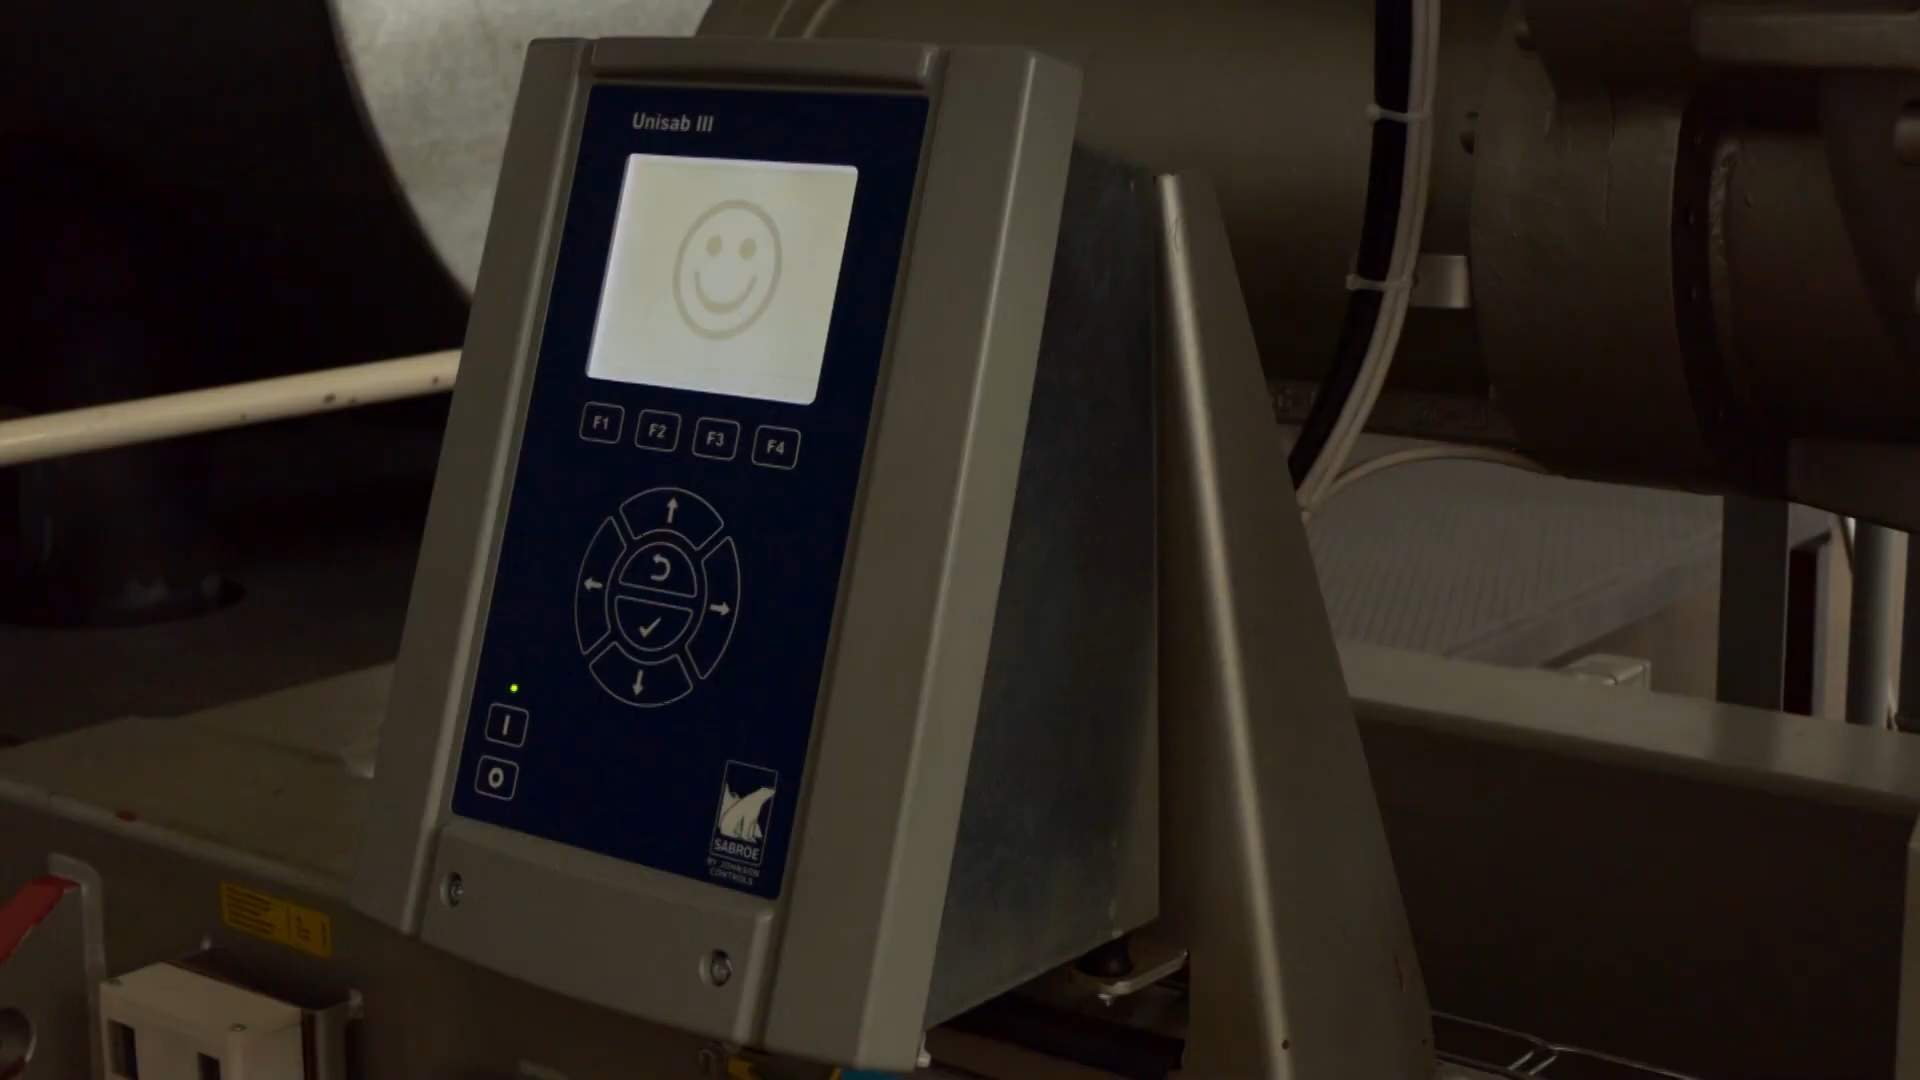 Unisab III
F1 F2 F3 F4
I
O
SABROE
BY JOHNSON
CONTROLS